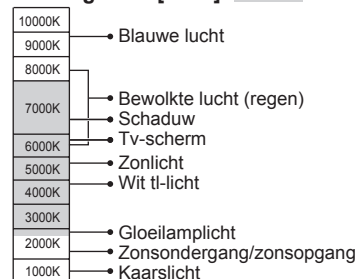 10000K
9000K
Blauwe lucht
8000K
Bewolkte lucht (regen)
7000K
Schaduw
Tv-scherm
6000K
Zonlicht
5000K
Wit tl-licht
4000K
3000K
Gloeilamplicht
2000K
Zonsondergang/zonsopgang
1000K
Kaarslicht